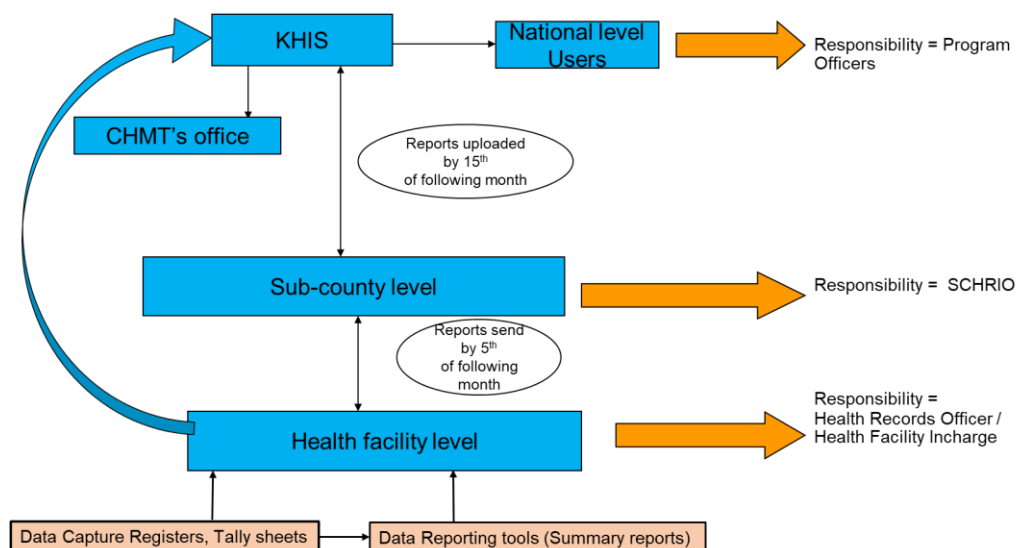 KHIS
National level
Users
Responsibility = Program
Officers
CHMT's office
Reports uploaded
by 15th
of following month
Sub-county level
Responsibility =  SCHRIO
Reports send
by 5th
of following
month
Health facility level
Responsibility =
Health Records Officer /
Health Facility Incharge
Data Capture Registers, Tally sheets
Data Reporting tools (Summary reports)